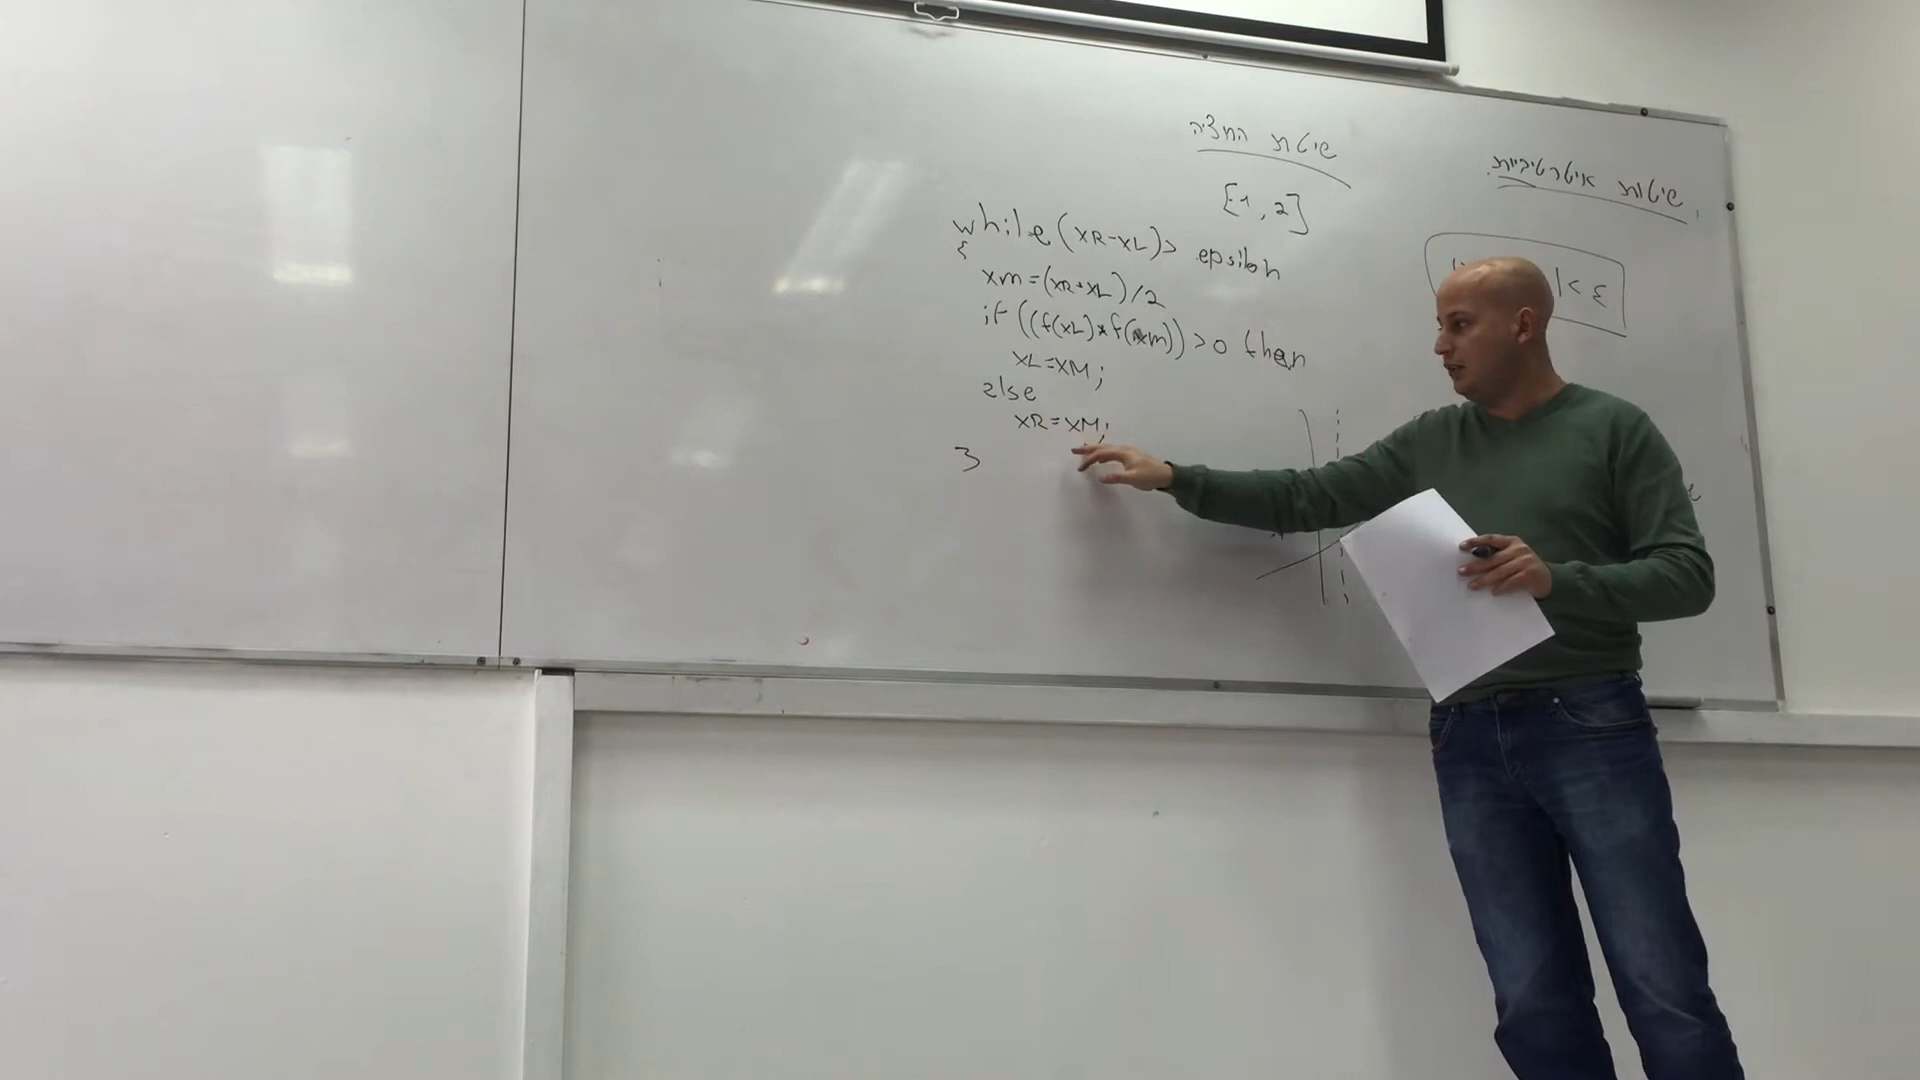 שיטות איטרטיביות.
| < ε
שיטת החציה
[-1, 2]
while (xR-xL)> epsilon
{
xm=(xR+xL)/2
if ((f(xL)*f(xm))>0 then
xL=xM;
else
xR=xM;
}